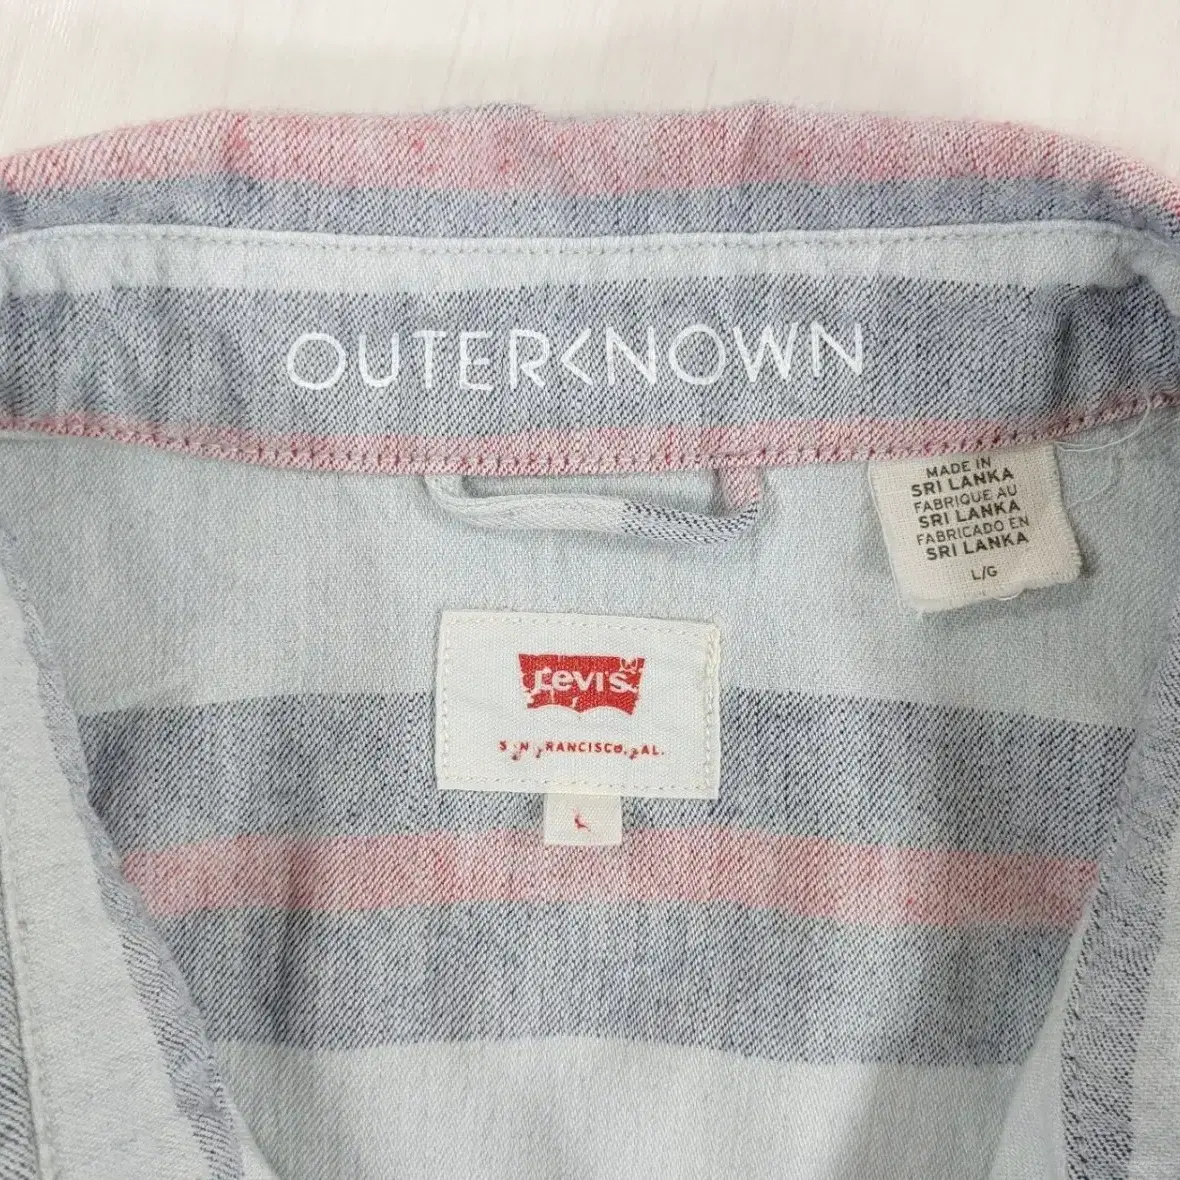 OUTERKNOWN
MADE IN
SRI LANKA
FABRIQUE AU
SRI LANKA
FABRICADO EN
SRI LANKA
L/G
Levi's
SAN FRANCISCO, CAL.
L